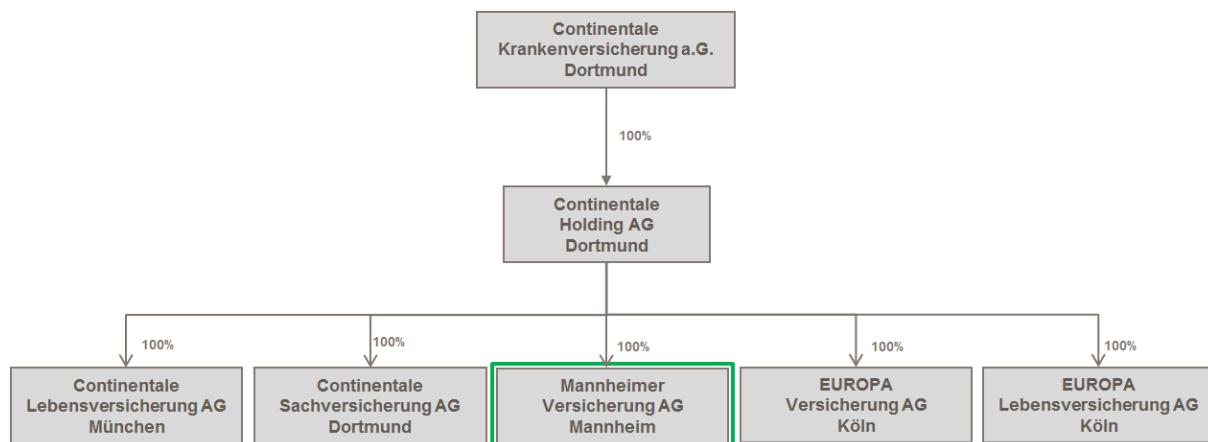 Continentale
Krankenversicherung a.G.
Dortmund
100%
Continentale
Holding AG
Dortmund
100%
100%
100%
100%
100%
Continentale
Lebensversicherung AG
München
Continentale
Sachversicherung AG
Dortmund
Mannheimer
Versicherung AG
Mannheim
EUROPA
Versicherung AG
Köln
EUROPA
Lebensversicherung AG
Köln